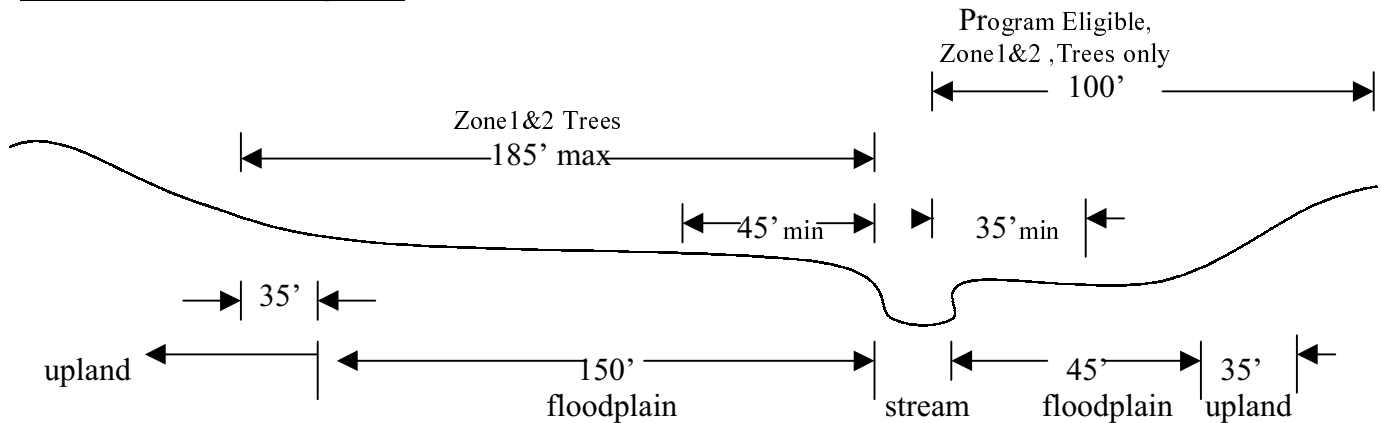 Program Eligible,
Zone1&2 ,Trees only
100’
Zone1&2 Trees
185’ max
45’min
35’min
35’
upland
150’
floodplain
stream
45’
floodplain
35’
upland